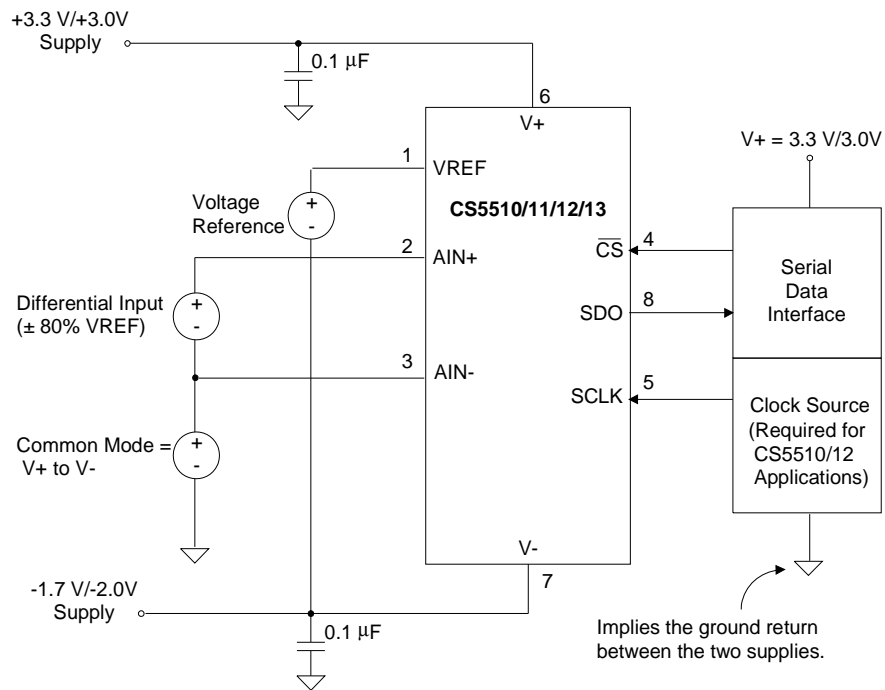 +3.3 V/+3.0V
Supply
0.1 μF
6
V+
1
VREF
V+ = 3.3 V/3.0V
Voltage
Reference
+
-
CS5510/11/12/13
2
AIN+
CS
4
Serial
Data
Interface
Differential Input
(± 80% VREF)
+
-
SDO
8
3
AIN-
SCLK
5
Clock Source
(Required for
CS5510/12
Applications)
Common Mode =
V+ to V-
+
-
V-
7
-1.7 V/-2.0V
Supply
0.1 μF
Implies the ground return
between the two supplies.